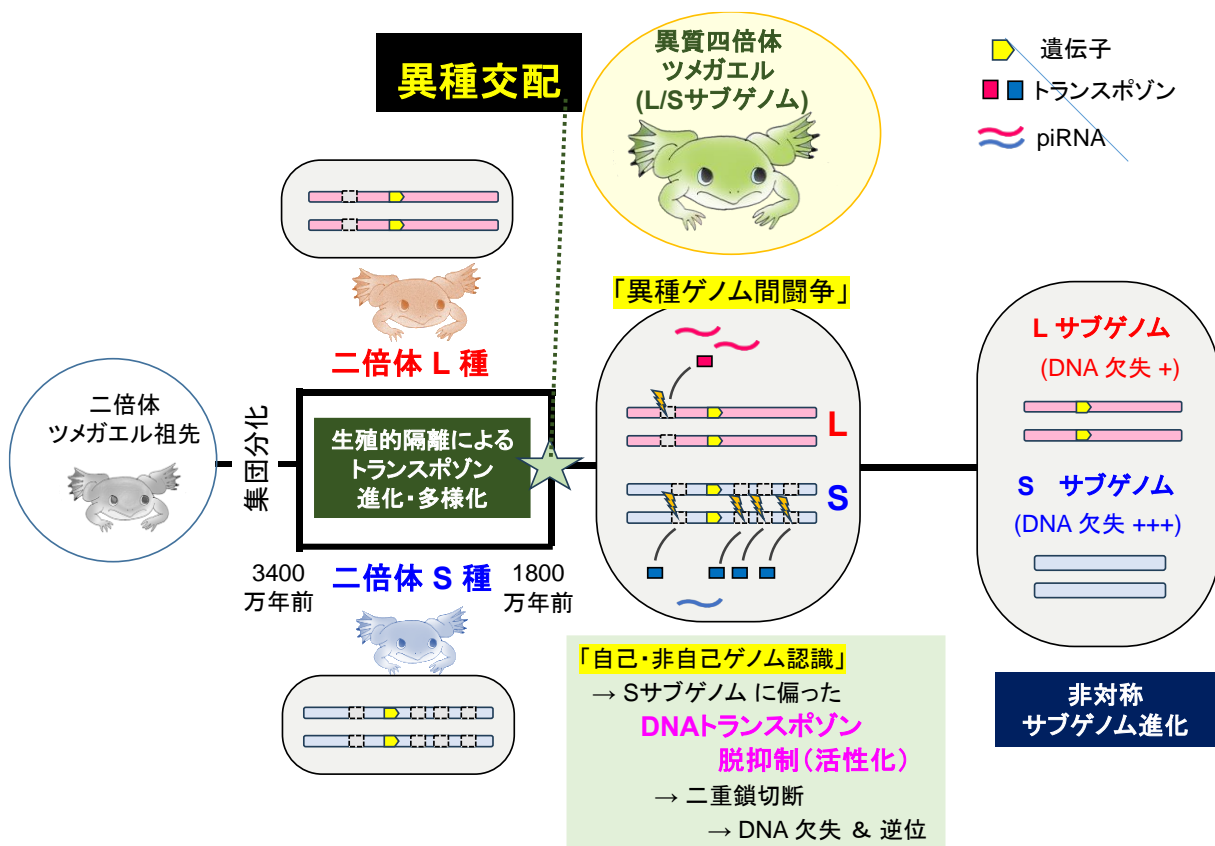 異種交配
異質四倍体
ツメガエル
(L/Sサブゲノム)
遺伝子
トランスポゾン
piRNA
二倍体 L 種
二倍体
ツメガエル祖先
集団分化
生殖的隔離による
トランスポゾン
進化・多様化
3400
万年前
二倍体 S 種
1800
万年前
「異種ゲノム間闘争」
L
S
「自己・非自己ゲノム認識」
→ Sサブゲノム に偏った
DNAトランスポゾン
脱抑制（活性化）
→ 二重鎖切断
→ DNA 欠失 ＆ 逆位
L サブゲノム
(DNA 欠失 +)
S サブゲノム
(DNA 欠失 +++)
非対称
サブゲノム進化